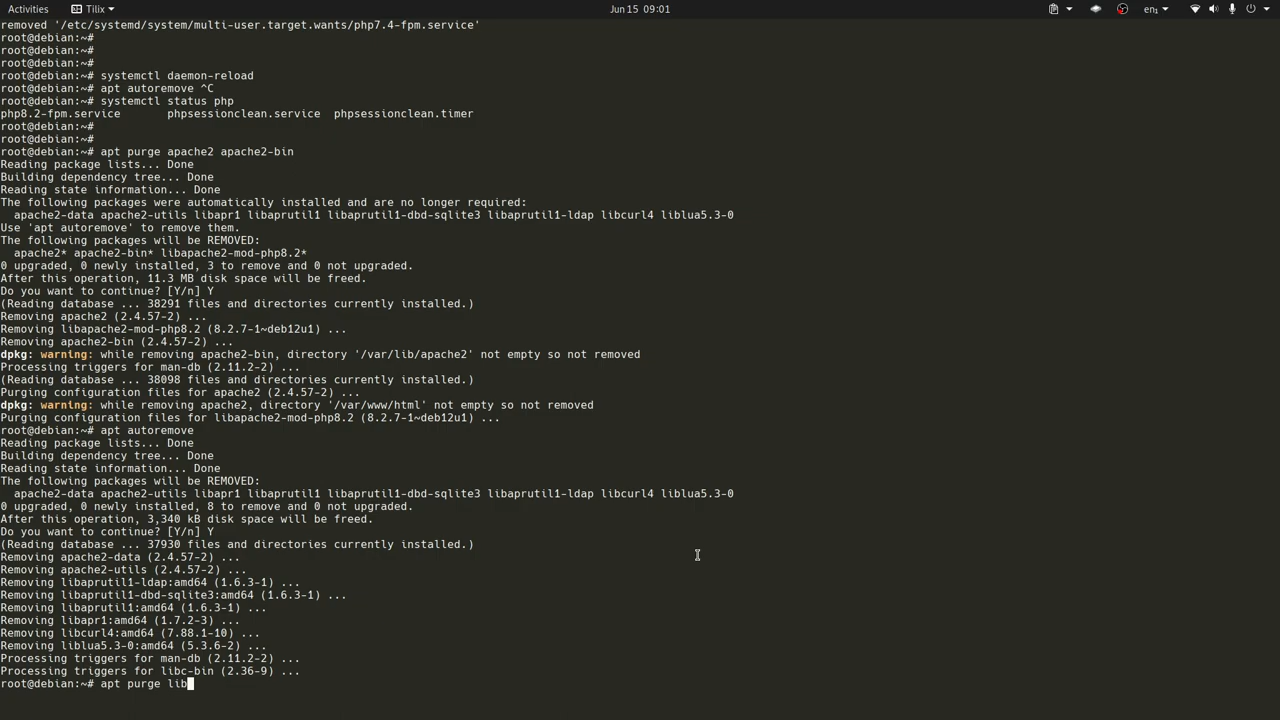 Activities Tilix Jun 15 09:01 en₁
removed '/etc/systemd/system/multi-user.target.wants/php7.4-fpm.service'
root@debian:~#
root@debian:~#
root@debian:~#
root@debian:~# systemctl daemon-reload
root@debian:~# apt autoremove ^C
root@debian:~# systemctl status php
php8.2-fpm.service       phpsessionclean.service  phpsessionclean.timer
root@debian:~#
root@debian:~#
root@debian:~# apt purge apache2 apache2-bin
Reading package lists... Done
Building dependency tree... Done
Reading state information... Done
The following packages were automatically installed and are no longer required:
  apache2-data apache2-utils libapr1 libaprutil1 libaprutil1-dbd-sqlite3 libaprutil1-ldap libcurl4 liblua5.3-0
Use 'apt autoremove' to remove them.
The following packages will be REMOVED:
  apache2* apache2-bin* libapache2-mod-php8.2*
0 upgraded, 0 newly installed, 3 to remove and 0 not upgraded.
After this operation, 11.3 MB disk space will be freed.
Do you want to continue? [Y/n] Y
(Reading database ... 38291 files and directories currently installed.)
Removing apache2 (2.4.57-2) ...
Removing libapache2-mod-php8.2 (8.2.7-1~deb12u1) ...
Removing apache2-bin (2.4.57-2) ...
dpkg: warning: while removing apache2-bin, directory '/var/lib/apache2' not empty so not removed
Processing triggers for man-db (2.11.2-2) ...
(Reading database ... 38098 files and directories currently installed.)
Purging configuration files for apache2 (2.4.57-2) ...
dpkg: warning: while removing apache2, directory '/var/www/html' not empty so not removed
Purging configuration files for libapache2-mod-php8.2 (8.2.7-1~deb12u1) ...
root@debian:~# apt autoremove
Reading package lists... Done
Building dependency tree... Done
Reading state information... Done
The following packages will be REMOVED:
  apache2-data apache2-utils libapr1 libaprutil1 libaprutil1-dbd-sqlite3 libaprutil1-ldap libcurl4 liblua5.3-0
0 upgraded, 0 newly installed, 8 to remove and 0 not upgraded.
After this operation, 3,340 kB disk space will be freed.
Do you want to continue? [Y/n] Y
(Reading database ... 37930 files and directories currently installed.)
Removing apache2-data (2.4.57-2) ...
Removing apache2-utils (2.4.57-2) ...
Removing libaprutil1-ldap:amd64 (1.6.3-1) ...
Removing libaprutil1-dbd-sqlite3:amd64 (1.6.3-1) ...
Removing libaprutil1:amd64 (1.6.3-1) ...
Removing libapr1:amd64 (1.7.2-3) ...
Removing libcurl4:amd64 (7.88.1-10) ...
Removing liblua5.3-0:amd64 (5.3.6-2) ...
Processing triggers for man-db (2.11.2-2) ...
Processing triggers for libc-bin (2.36-9) ...
root@debian:~# apt purge lib